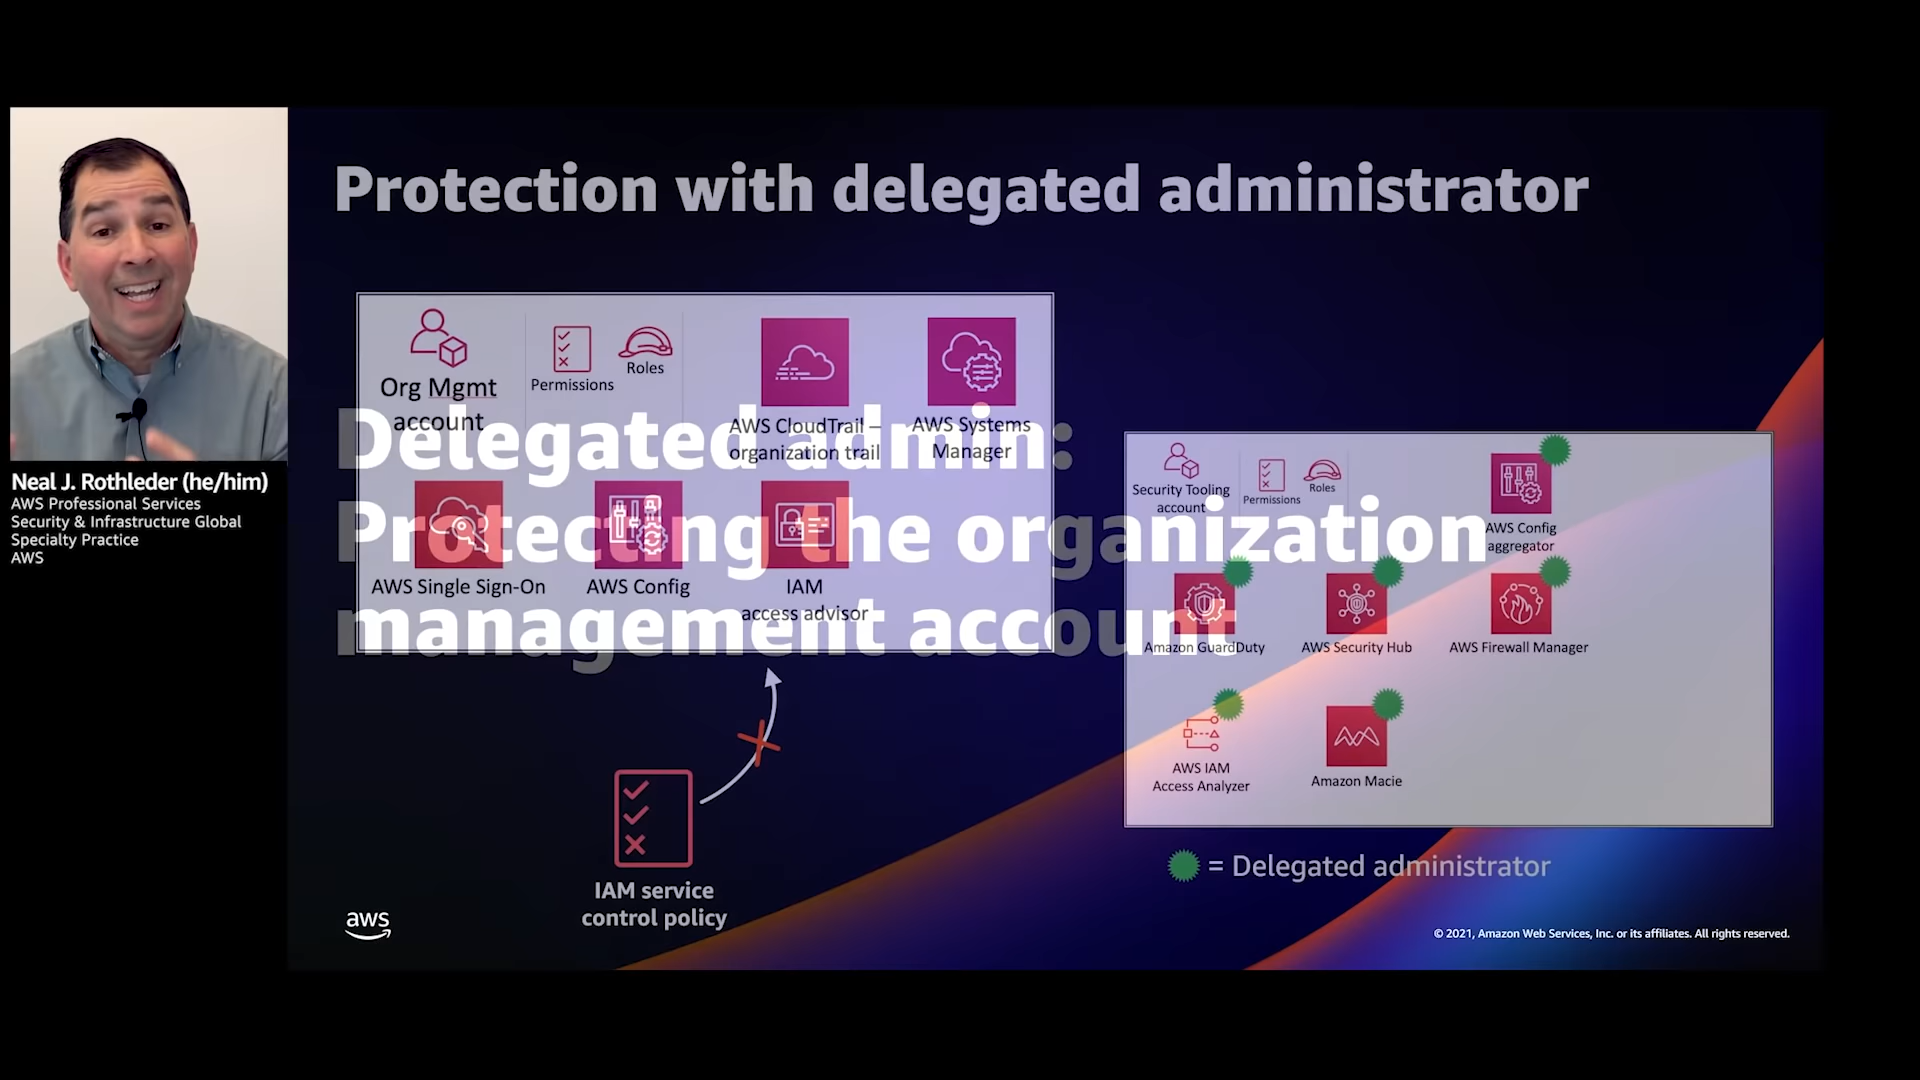 Protection with delegated administrator
Delegated admin:
Protecting the organization
management account
Org Mgmt
account
Permissions
Roles
AWS CloudTrail –
organization trail
AWS Systems
Manager
AWS Single Sign-On
AWS Config
IAM
access advisor
Security Tooling
account
Permissions
Roles
AWS Config
aggregator
Amazon GuardDuty
AWS Security Hub
AWS Firewall Manager
AWS IAM
Access Analyzer
Amazon Macie
= Delegated administrator
IAM service
control policy
Neal J. Rothleder (he/him)
AWS Professional Services
Security & Infrastructure Global
Specialty Practice
AWS
aws
© 2021, Amazon Web Services, Inc. or its affiliates. All rights reserved.